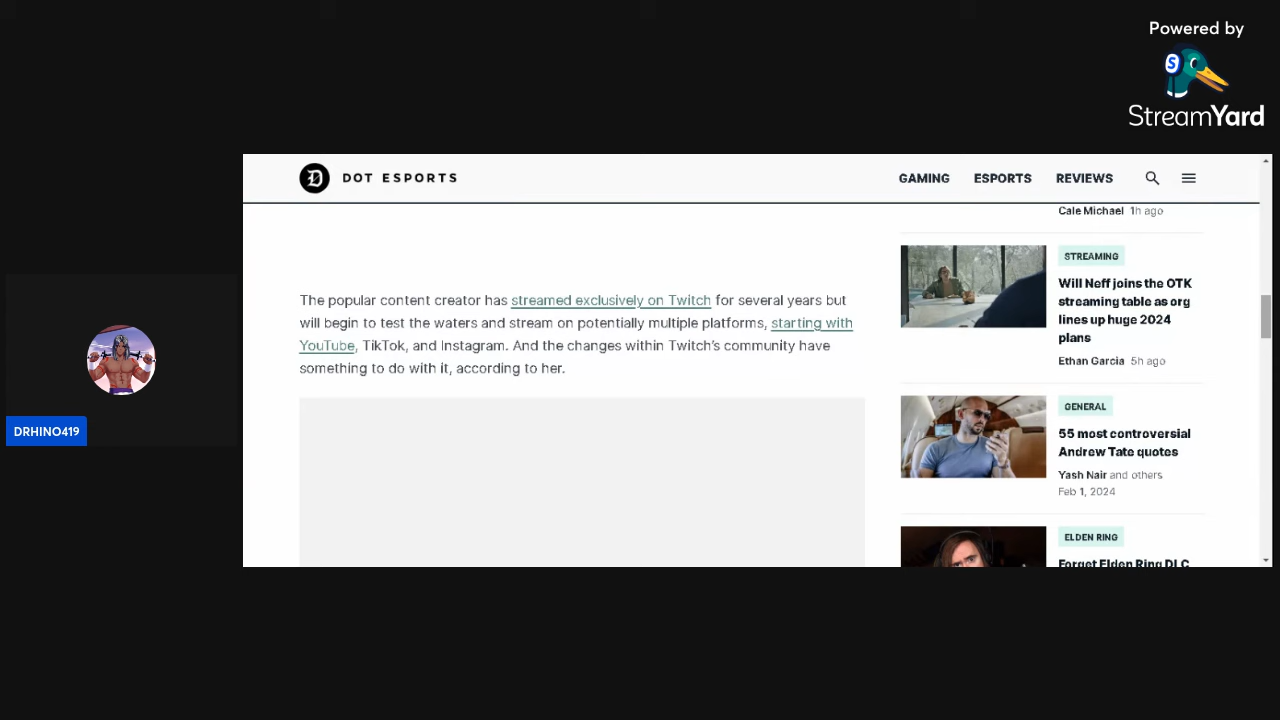 Powered by
StreamYard
DOT ESPORTS
GAMING
ESPORTS
REVIEWS
Cale Michael 1h ago
The popular content creator has streamed exclusively on Twitch for several years but
will begin to test the waters and stream on potentially multiple platforms, starting with
YouTube, TikTok, and Instagram. And the changes within Twitch's community have
something to do with it, according to her.
STREAMING
Will Neff joins the OTK
streaming table as org
lines up huge 2024
plans
Ethan Garcia 5h ago
GENERAL
55 most controversial
Andrew Tate quotes
Yash Nair and others
Feb 1, 2024
ELDEN RING
Forget Elden Ring DLC
DRHINO419